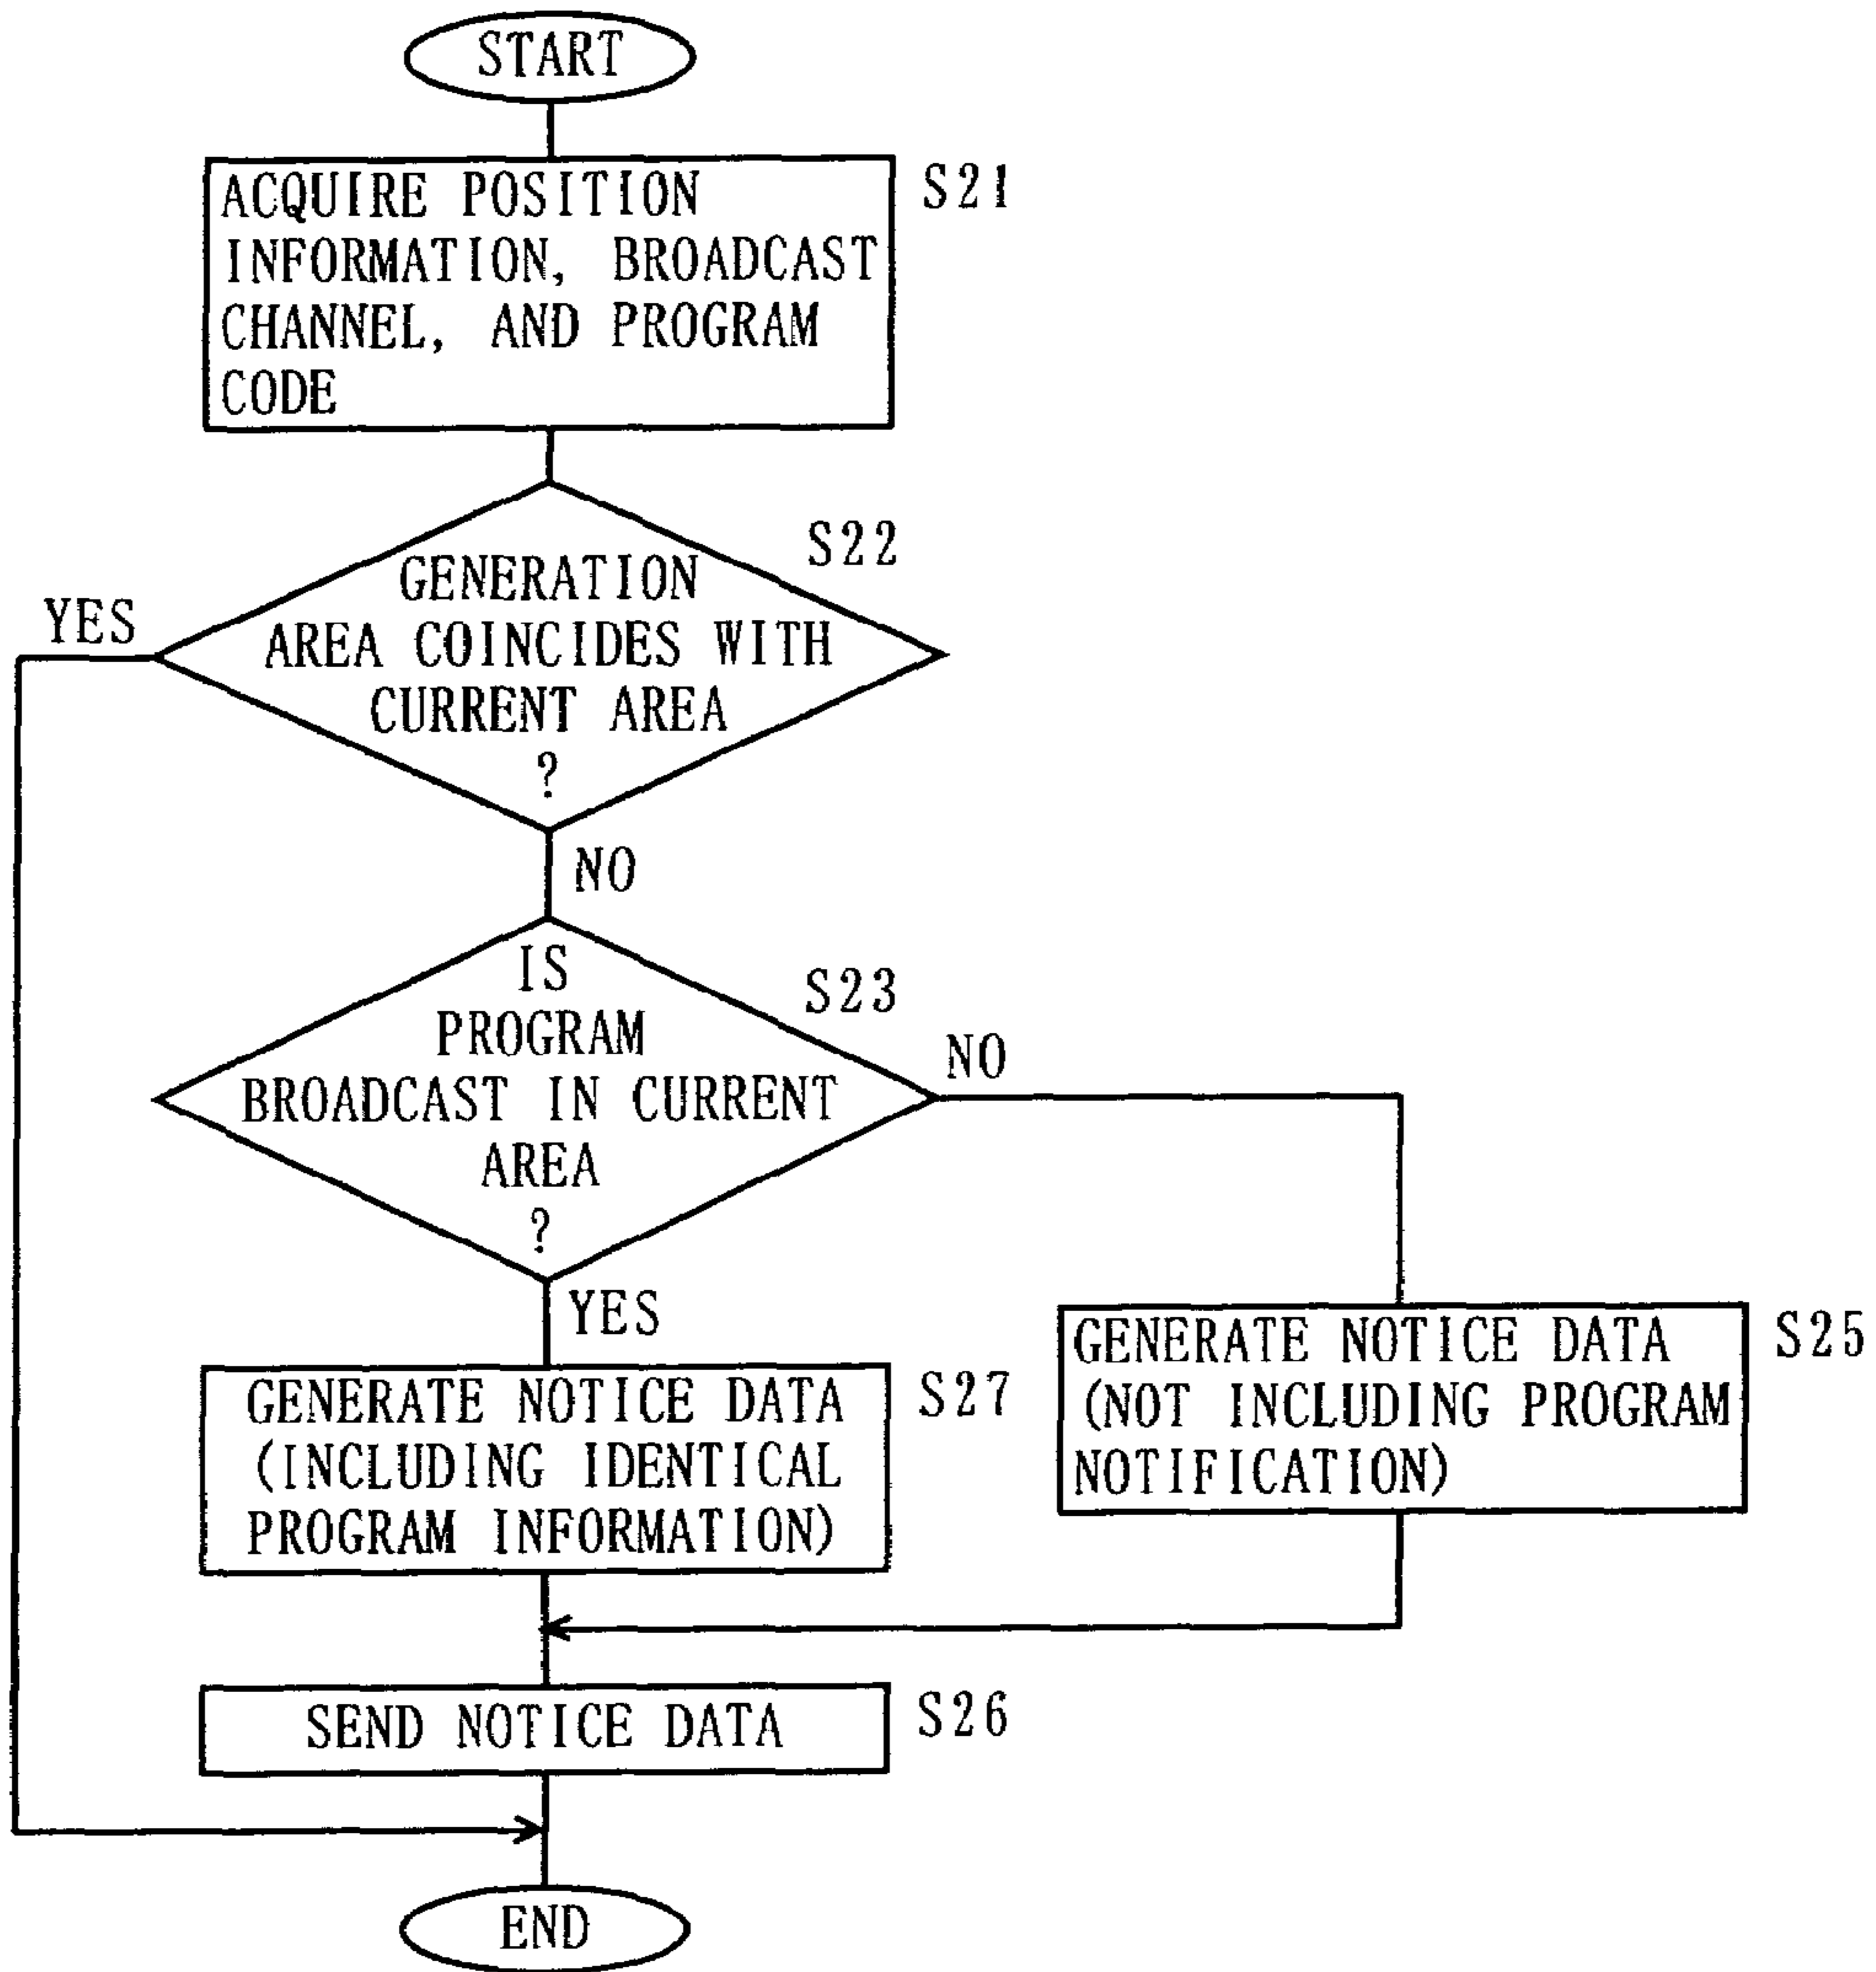 START
ACQUIRE POSITION
INFORMATION, BROADCAST
CHANNEL, AND PROGRAM
CODE
S21
S22
GENERATION
AREA COINCIDES WITH
CURRENT AREA
?
YES
NO
IS
PROGRAM
BROADCAST IN CURRENT
AREA
?
S23
NO
YES
GENERATE NOTICE DATA
(INCLUDING IDENTICAL
PROGRAM INFORMATION)
S27
GENERATE NOTICE DATA
(NOT INCLUDING PROGRAM
NOTIFICATION)
S25
SEND NOTICE DATA
S26
END